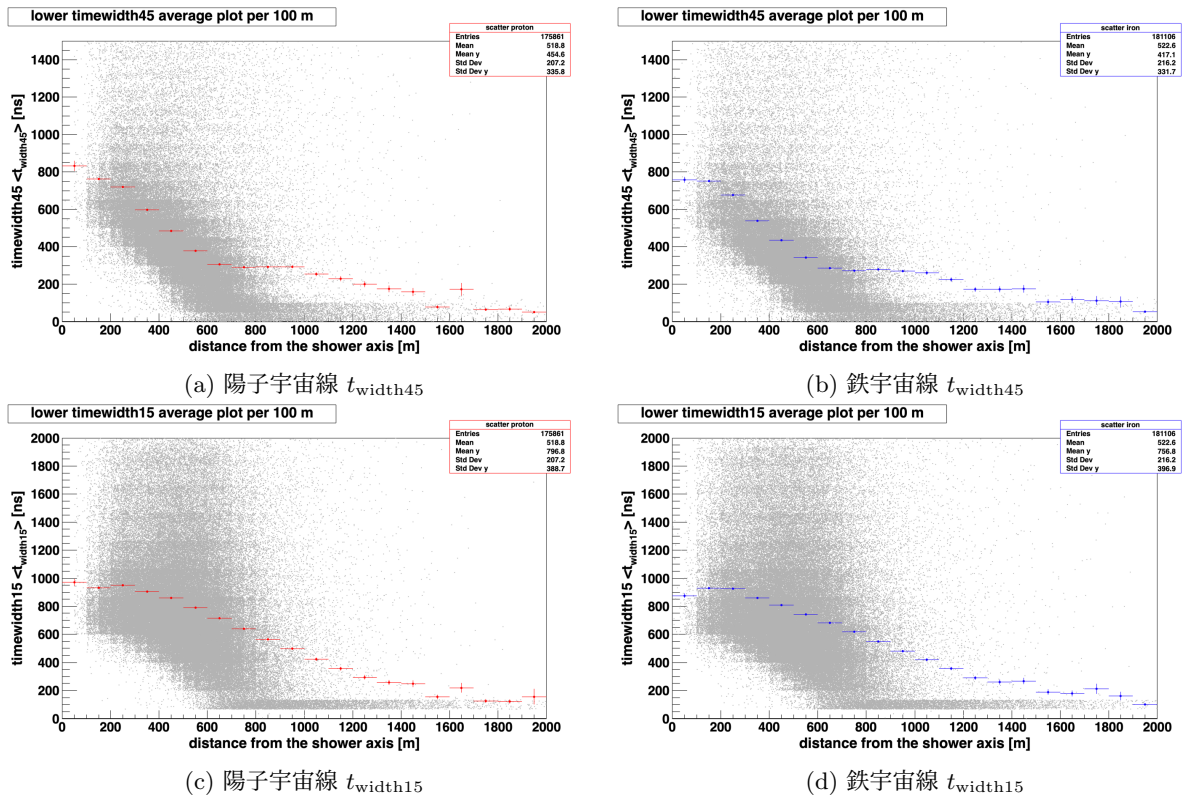 lower timewidth45 average plot per 100 m
scatter proton
Entries 175861
Mean 518.8
Mean y 454.6
Std Dev 207.2
Std Dev y 335.8
timewidth45 <t_width45> [ns]
1400
1200
1000
800
600
400
200
0
0 200 400 600 800 1000 1200 1400 1600 1800 2000
distance from the shower axis [m]
(a) 陽子宇宙線 t_width45
lower timewidth45 average plot per 100 m
scatter iron
Entries 181106
Mean 522.6
Mean y 417.1
Std Dev 216.2
Std Dev y 331.7
timewidth45 <t_width45> [ns]
1400
1200
1000
800
600
400
200
0
0 200 400 600 800 1000 1200 1400 1600 1800 2000
distance from the shower axis [m]
(b) 鉄宇宙線 t_width45
lower timewidth15 average plot per 100 m
scatter proton
Entries 175861
Mean 518.8
Mean y 796.8
Std Dev 207.2
Std Dev y 388.7
timewidth15 <t_width15> [ns]
2000
1800
1600
1400
1200
1000
800
600
400
200
0
0 200 400 600 800 1000 1200 1400 1600 1800 2000
distance from the shower axis [m]
(c) 陽子宇宙線 t_width15
lower timewidth15 average plot per 100 m
scatter iron
Entries 181106
Mean 522.6
Mean y 756.8
Std Dev 216.2
Std Dev y 396.9
timewidth15 <t_width15> [ns]
2000
1800
1600
1400
1200
1000
800
600
400
200
0
0 200 400 600 800 1000 1200 1400 1600 1800 2000
distance from the shower axis [m]
(d) 鉄宇宙線 t_width15